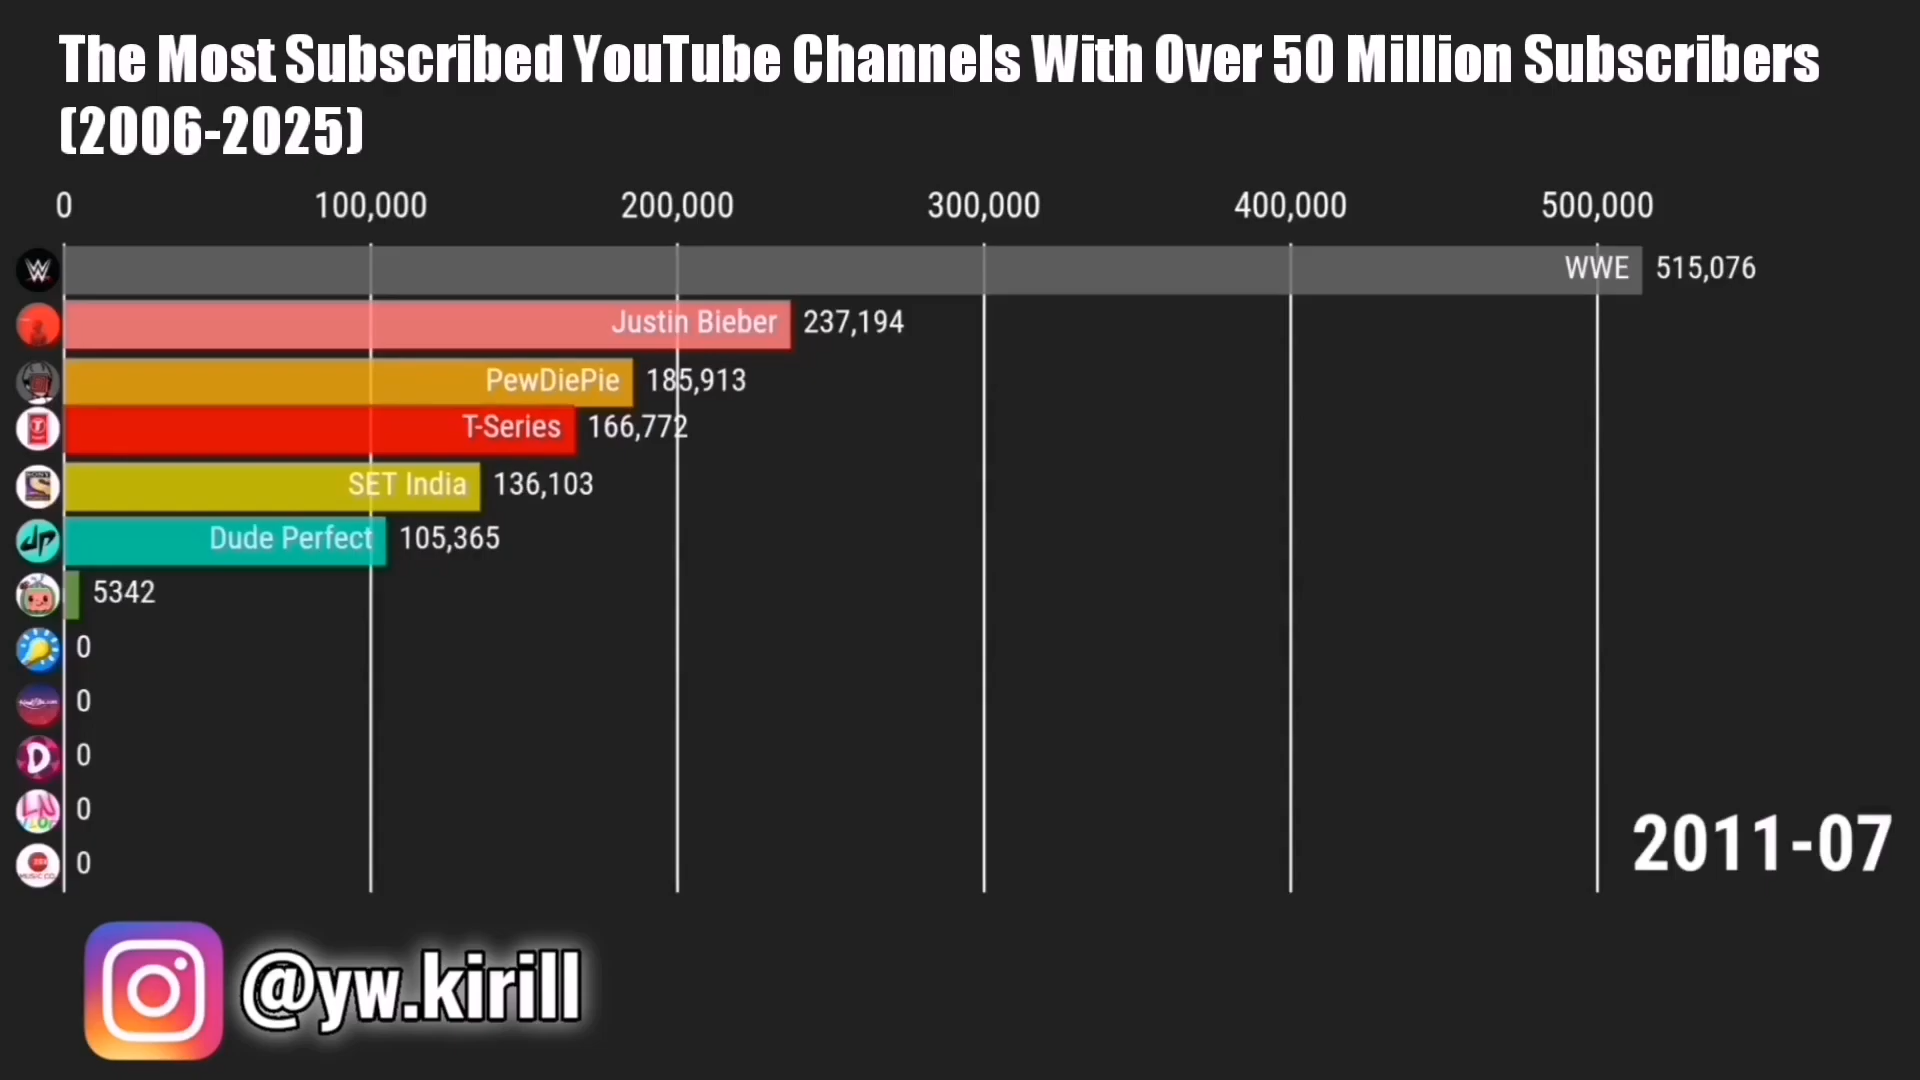 The Most Subscribed YouTube Channels With Over 50 Million Subscribers
(2006-2025)
0 100,000 200,000 300,000 400,000 500,000
W WWE 515,076
Justin Bieber 237,194
PewDiePie 185,913
T-Series 166,772
SET India 136,103
dp Dude Perfect 105,365
5342
0
0
D 0
LN 0
0
2011-07
@yw.kirill